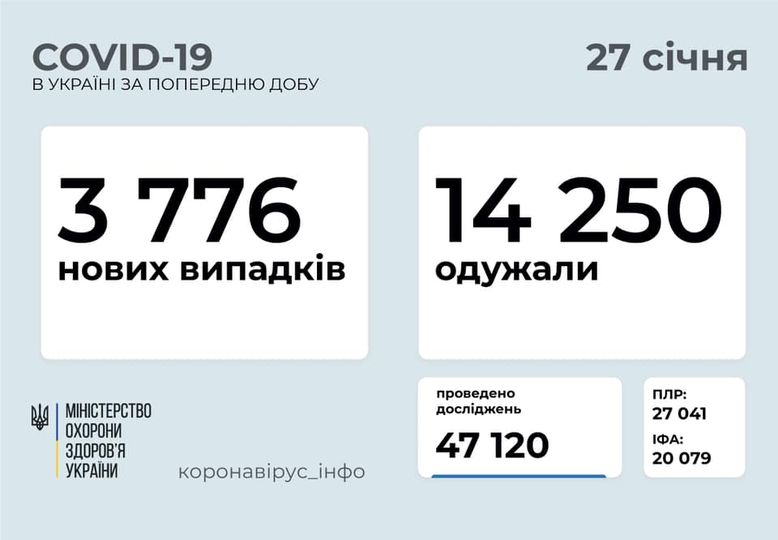 COVID-19
В УКРАЇНІ ЗА ПОПЕРЕДНЮ ДОБУ
27 січня
3 776
нових випадків
14 250
одужали
проведено
досліджень
47 120
ПЛР:
27 041
ІФА:
20 079
МІНІСТЕРСТВО
ОХОРОНИ
ЗДОРОВ'Я
УКРАЇНИ
коронавірус_інфо